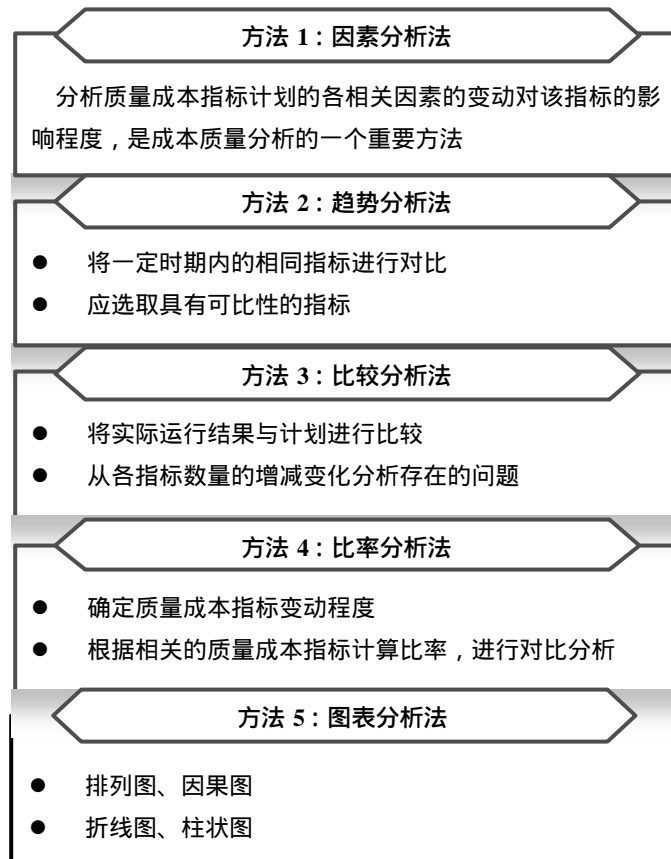 方法 1：因素分析法
分析质量成本指标计划的各相关因素的变动对该指标的影
响程度，是成本质量分析的一个重要方法
方法 2：趋势分析法
● 将一定时期内的相同指标进行对比
● 应选取具有可比性的指标
方法 3：比较分析法
● 将实际运行结果与计划进行比较
● 从各指标数量的增减变化分析存在的问题
方法 4：比率分析法
● 确定质量成本指标变动程度
● 根据相关的质量成本指标计算比率，进行对比分析
方法 5：图表分析法
● 排列图、因果图
● 折线图、柱状图